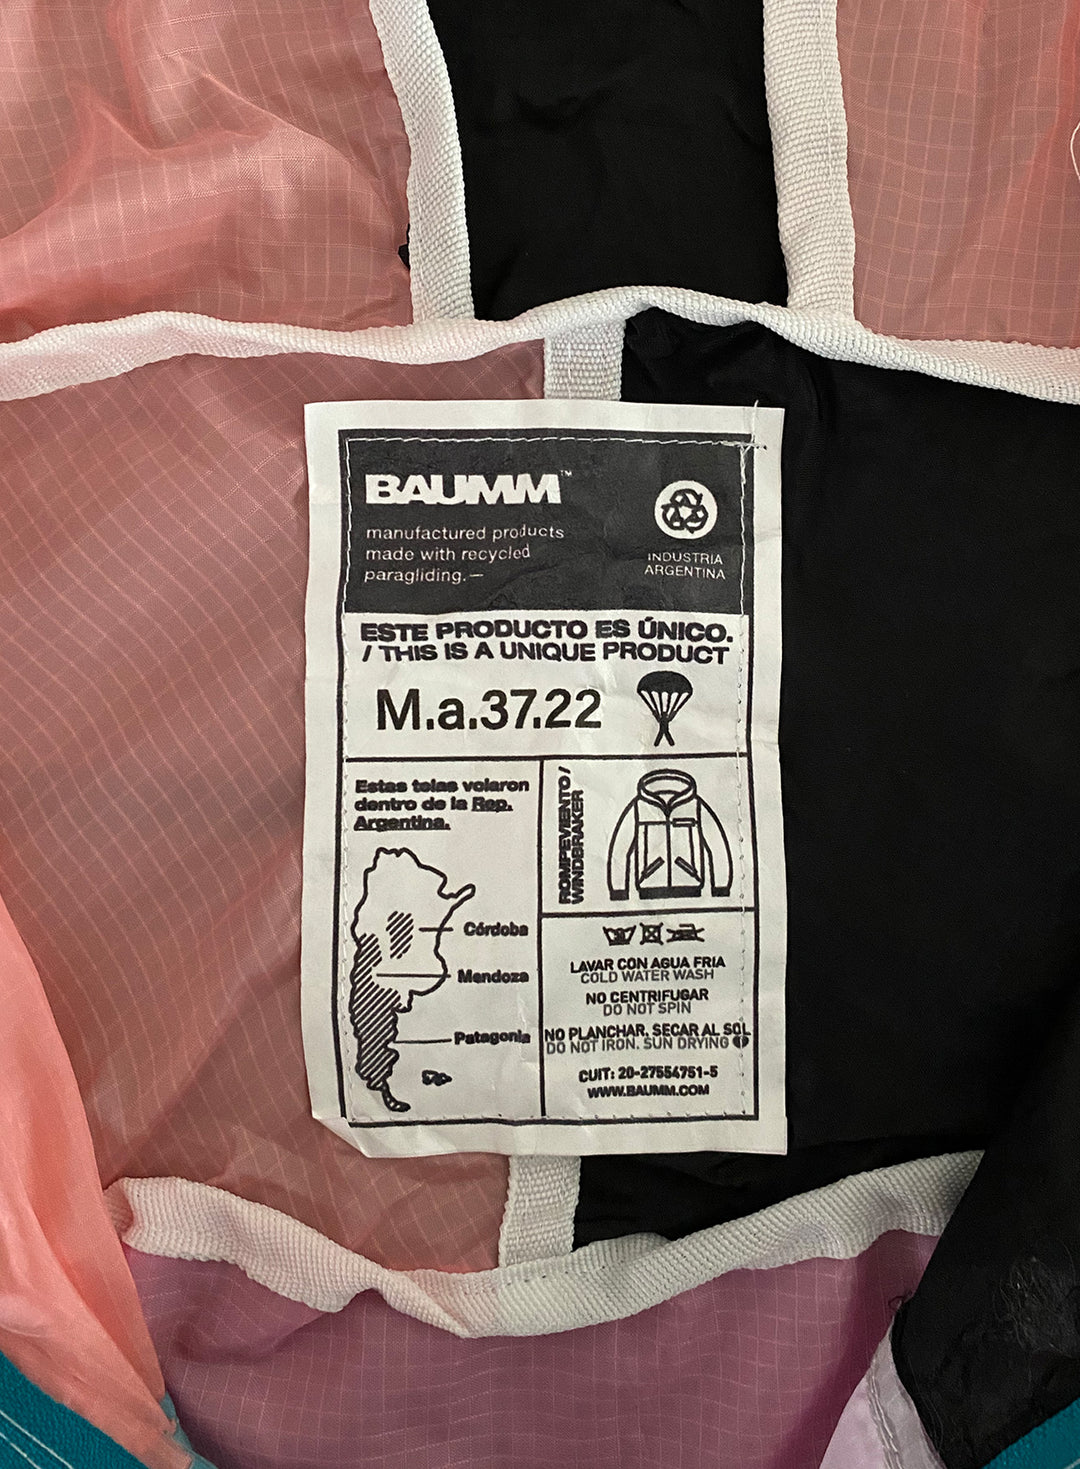 BAUMM™
manufactured products
made with recycled
paragliding.—
INDUSTRIA
ARGENTINA
ESTE PRODUCTO ES ÚNICO.
/ THIS IS A UNIQUE PRODUCT
M.a.37.22
Estas telas volaron
dentro de la Rep.
Argentina.
Córdoba
Mendoza
Patagonia
ROMPEVIENTO /
WINDBRAKER
LAVAR CON AGUA FRIA
COLD WATER WASH
NO CENTRIFUGAR
DO NOT SPIN
NO PLANCHAR. SECAR AL SOL
DO NOT IRON. SUN DRYING
CUIT: 20-27554751-5
WWW.BAUMM.COM